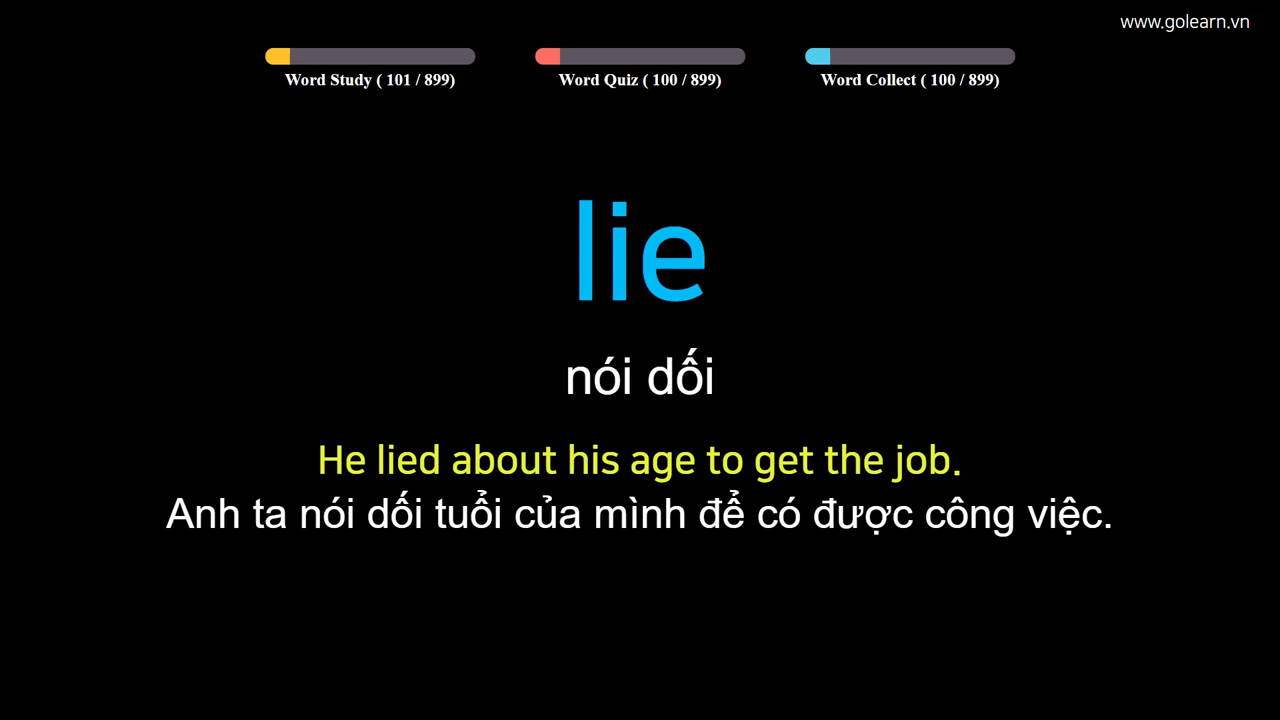 www.golearn.vn
Word Study ( 101 / 899)
Word Quiz ( 100 / 899)
Word Collect ( 100 / 899)
lie
nói dối
He lied about his age to get the job.
Anh ta nói dối tuổi của mình để có được công việc.